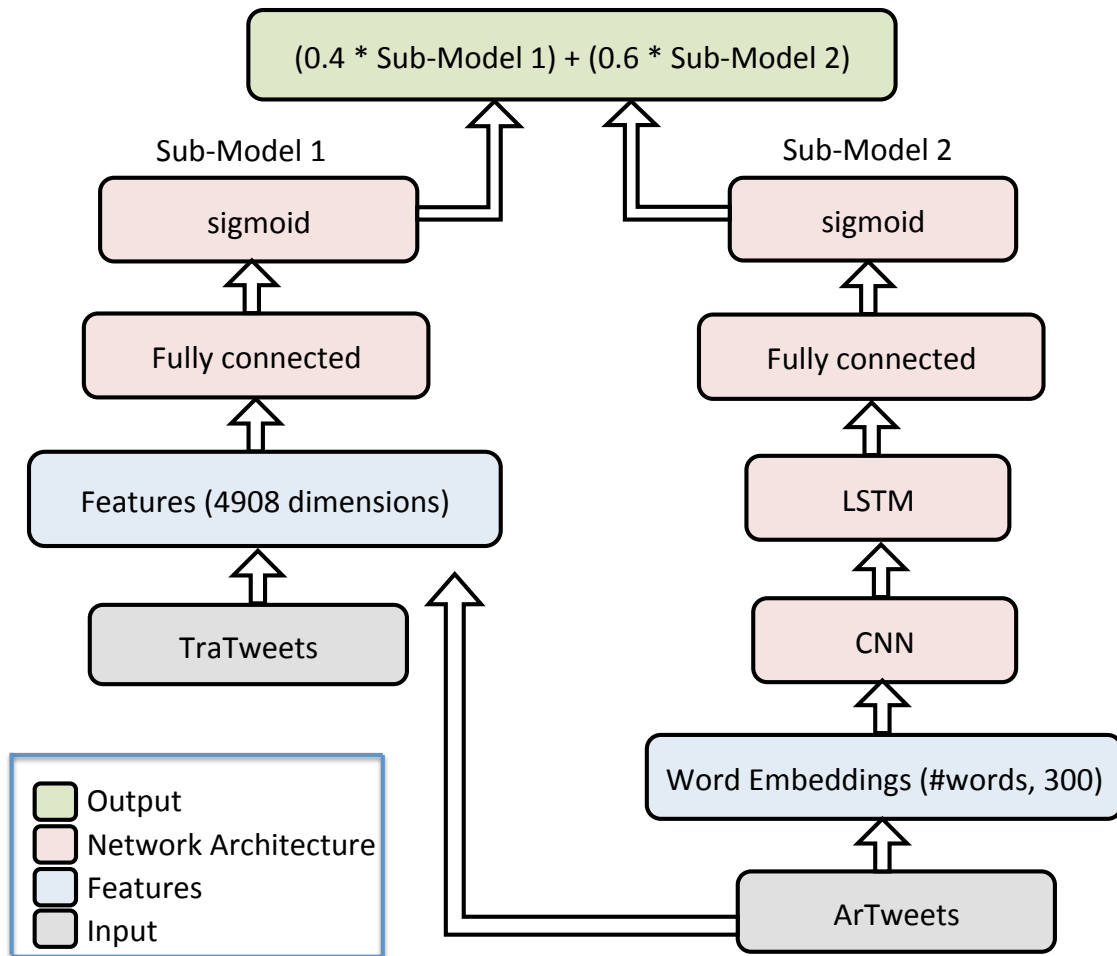 (0.4 * Sub-Model 1) + (0.6 * Sub-Model 2)
Sub-Model 1
sigmoid
Fully connected
Features (4908 dimensions)
TraTweets
Sub-Model 2
sigmoid
Fully connected
LSTM
CNN
Word Embeddings (#words, 300)
ArTweets
Output
Network Architecture
Features
Input